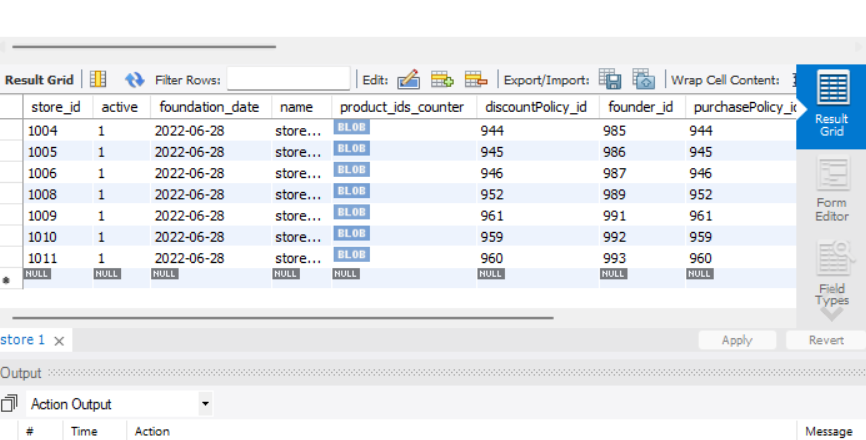 Result Grid Filter Rows: Edit: Export/Import: Wrap Cell Content:
store_id active foundation_date name product_ids_counter discountPolicy_id founder_id purchasePolicy_id
1004 1 2022-06-28 store... BLOB 944 985 944
1005 1 2022-06-28 store... BLOB 945 986 945
1006 1 2022-06-28 store... BLOB 946 987 946
1008 1 2022-06-28 store... BLOB 952 989 952
1009 1 2022-06-28 store... BLOB 961 991 961
1010 1 2022-06-28 store... BLOB 959 992 959
1011 1 2022-06-28 store... BLOB 960 993 960
NULL NULL NULL NULL NULL NULL NULL NULL
Result
Grid
Form
Editor
Field
Types
store 1 Apply Revert
Output
Action Output
# Time Action Message